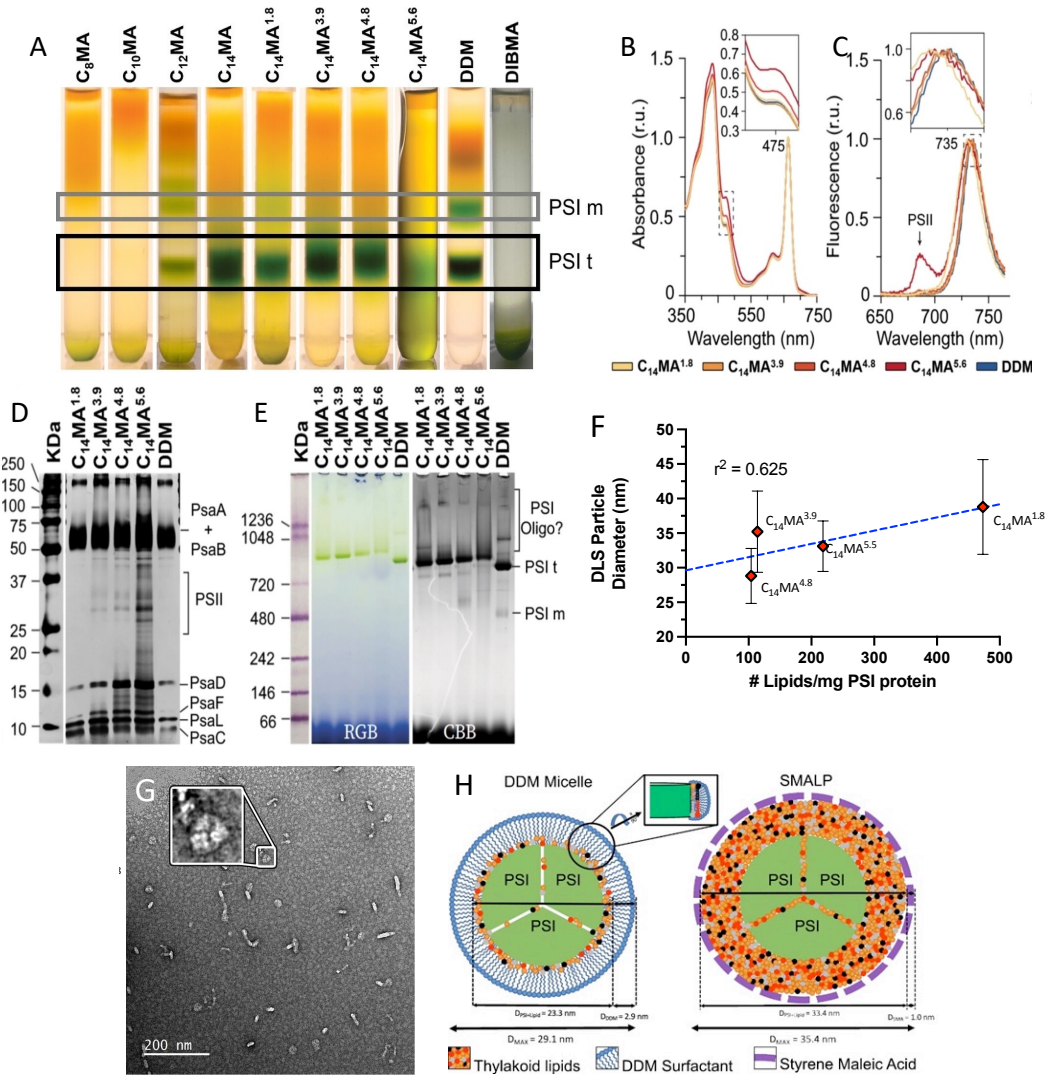 A
C₈MA
C₁₀MA
C₁₂MA
C₁₄MA
C₁₄MA¹·⁸
C₁₄MA³·⁹
C₁₄MA⁴·⁸
C₁₄MA⁵·⁶
DDM
DIBMA
PSI m
PSI t
B
Absorbance (r.u.)
1.5
1.0
0.5
0
0.8
0.7
0.6
0.5
0.4
0.3
475
350
550
750
Wavelength (nm)
C
Fluorescence (r.u.)
1.5
1.0
0.5
0
1.0
0.8
0.6
735
PSII
650
700
750
Wavelength (nm)
C₁₄MA¹·⁸ C₁₄MA³·⁹ C₁₄MA⁴·⁸ C₁₄MA⁵·⁶ DDM
D
KDa
C₁₄MA¹·⁸
C₁₄MA³·⁹
C₁₄MA⁴·⁸
C₁₄MA⁵·⁶
DDM
250
150
100
75
50
37
25
20
15
10
PsaA
+
PsaB
PSII
PsaD
PsaF
PsaL
PsaC
E
KDa
C₁₄MA¹·⁸
C₁₄MA³·⁹
C₁₄MA⁴·⁸
C₁₄MA⁵·⁶
DDM
C₁₄MA¹·⁸
C₁₄MA³·⁹
C₁₄MA⁴·⁸
C₁₄MA⁵·⁶
DDM
1236
1048
720
480
242
146
66
RGB
CBB
PSI
Oligo?
PSI t
PSI m
F
DLS Particle
Diameter (nm)
50
45
40
35
30
25
20
r² = 0.625
C₁₄MA³·⁹
C₁₄MA⁵·⁵
C₁₄MA⁴·⁸
C₁₄MA¹·⁸
0 100 200 300 400 500
# Lipids/mg PSI protein
G
200 nm
H
DDM Micelle
SMALP
PSI PSI
PSI
PSI PSI
PSI
D_PSI+Lipid = 23.3 nm
D_DDM = 2.9 nm
D_MAX = 29.1 nm
D_PSI+Lipid = 33.4 nm
D_SMA = 1.0 nm
D_MAX = 35.4 nm
Thylakoid lipids DDM Surfactant Styrene Maleic Acid